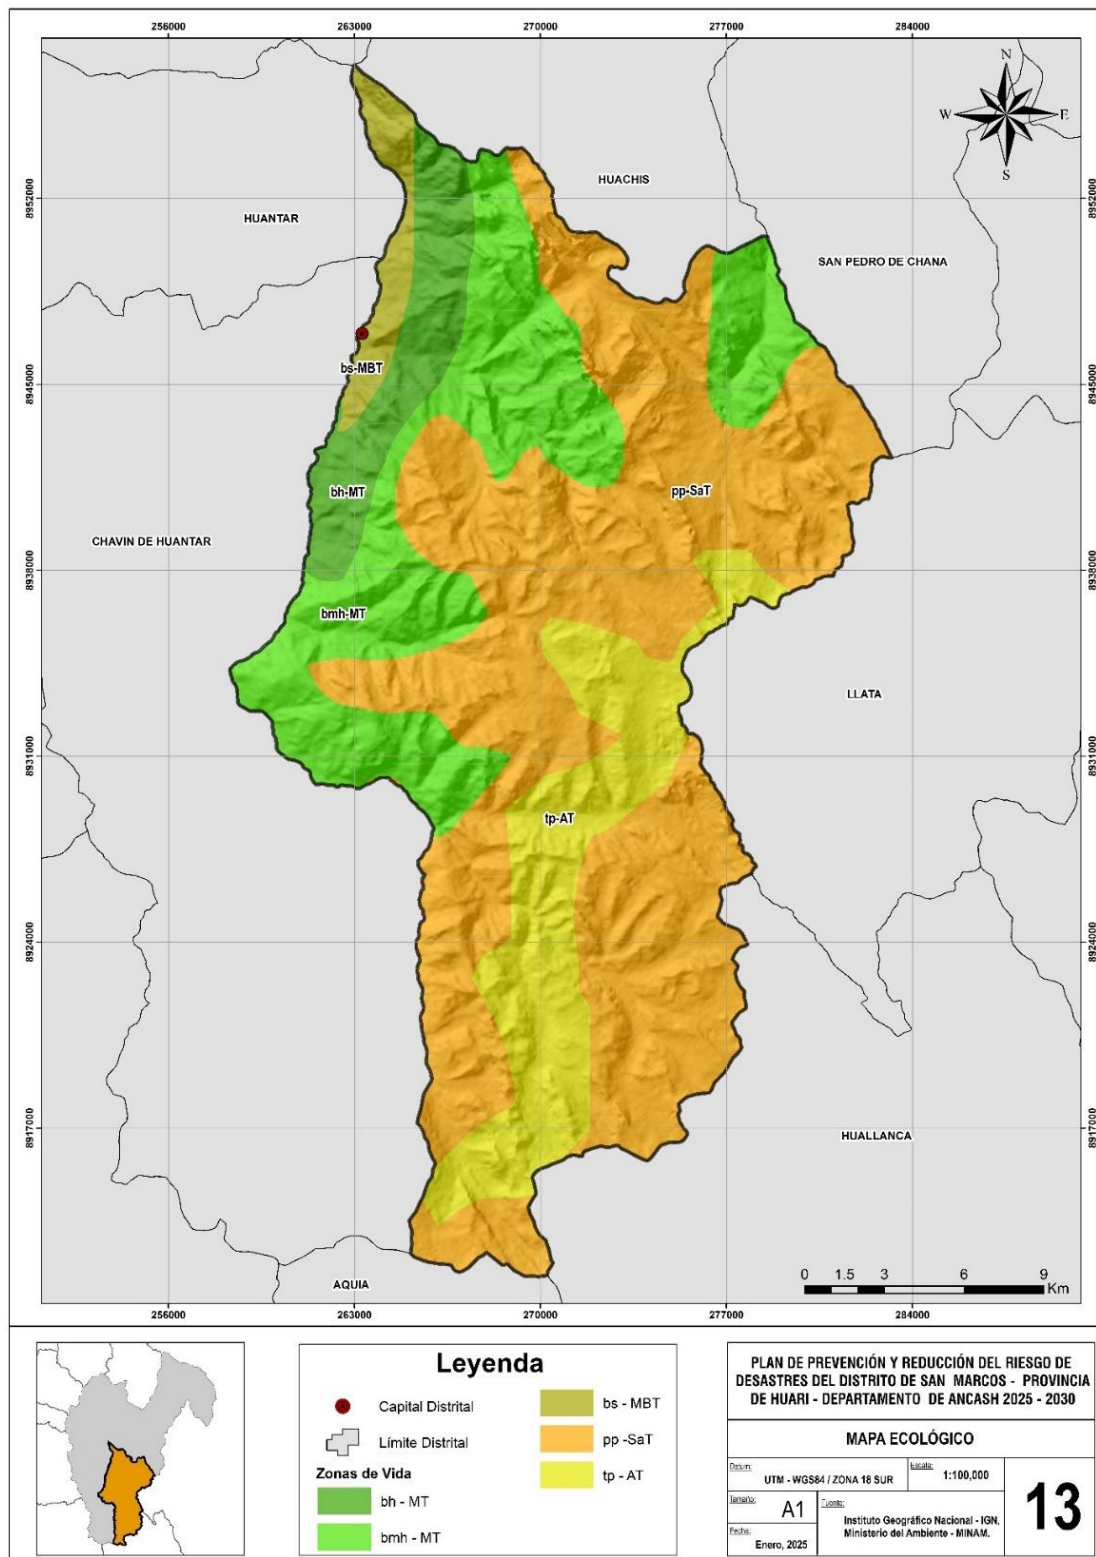 256000 263000 270000 277000 284000
N
W E
S
8952000 8952000
HUACHIS
HUANTAR
SAN PEDRO DE CHANA
bs-MBT
8945000 8945000
bh-MT
pp-SaT
CHAVIN DE HUANTAR
8938000 8938000
bmh-MT
LLATA
8931000 8931000
tp-AT
8924000 8924000
8917000 8917000
HUALLANCA
AQUIA
0 1.5 3 6 9
Km
256000 263000 270000 277000 284000
Leyenda
Capital Distrital
Límite Distrital
Zonas de Vida
bh - MT
bmh - MT
bs - MBT
pp -SaT
tp - AT
PLAN DE PREVENCIÓN Y REDUCCIÓN DEL RIESGO DE
DESASTRES DEL DISTRITO DE SAN MARCOS - PROVINCIA
DE HUARI - DEPARTAMENTO DE ANCASH 2025 - 2030
MAPA ECOLÓGICO
Datum:
UTM - WGS84 / ZONA 18 SUR
Escala:
1:100,000
Tamaño:
A1
Fuente:
Instituto Geográfico Nacional - IGN,
Ministerio del Ambiente - MINAM.
Fecha:
Enero, 2025
13